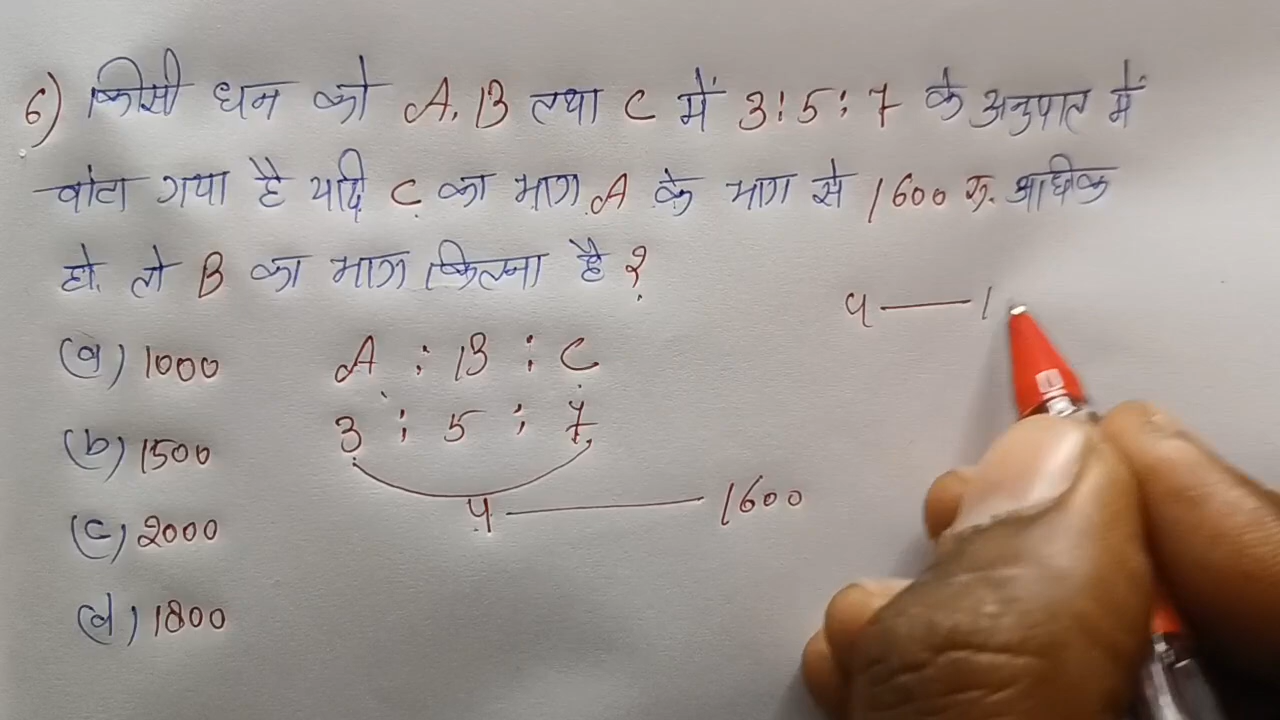 6) किसी धन को A, B तथा C में 3:5:7 के अनुपात में
बांटा गया है यदि C का भाग A के भाग से 1600 रु. अधिक
हो तो B का भाग कितना है ?
(a) 1000
(b) 1500
(c) 2000
(d) 1800
A : B : C
3 : 5 : 7
4 — 1600
4 — 1